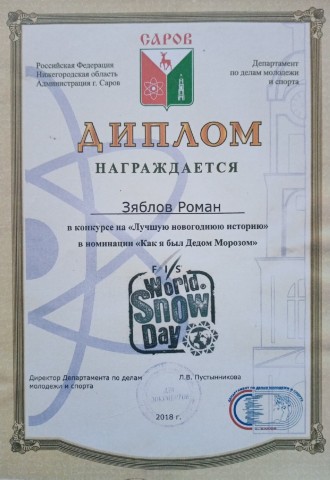 САРОВ
Российская Федерация
Нижегородская область
Администрация г. Саров
Департамент
по делам молодежи
и спорта
ДИПЛОМ
НАГРАЖДАЕТСЯ
Зяблов Роман
в конкурсе на «Лучшую новогоднюю историю»
в номинации «Как я был Дедом Морозом»
FIS
World
Snow
Day
Директор Департамента по делам
молодежи и спорта
Л.В. Пустынникова
2018 г.